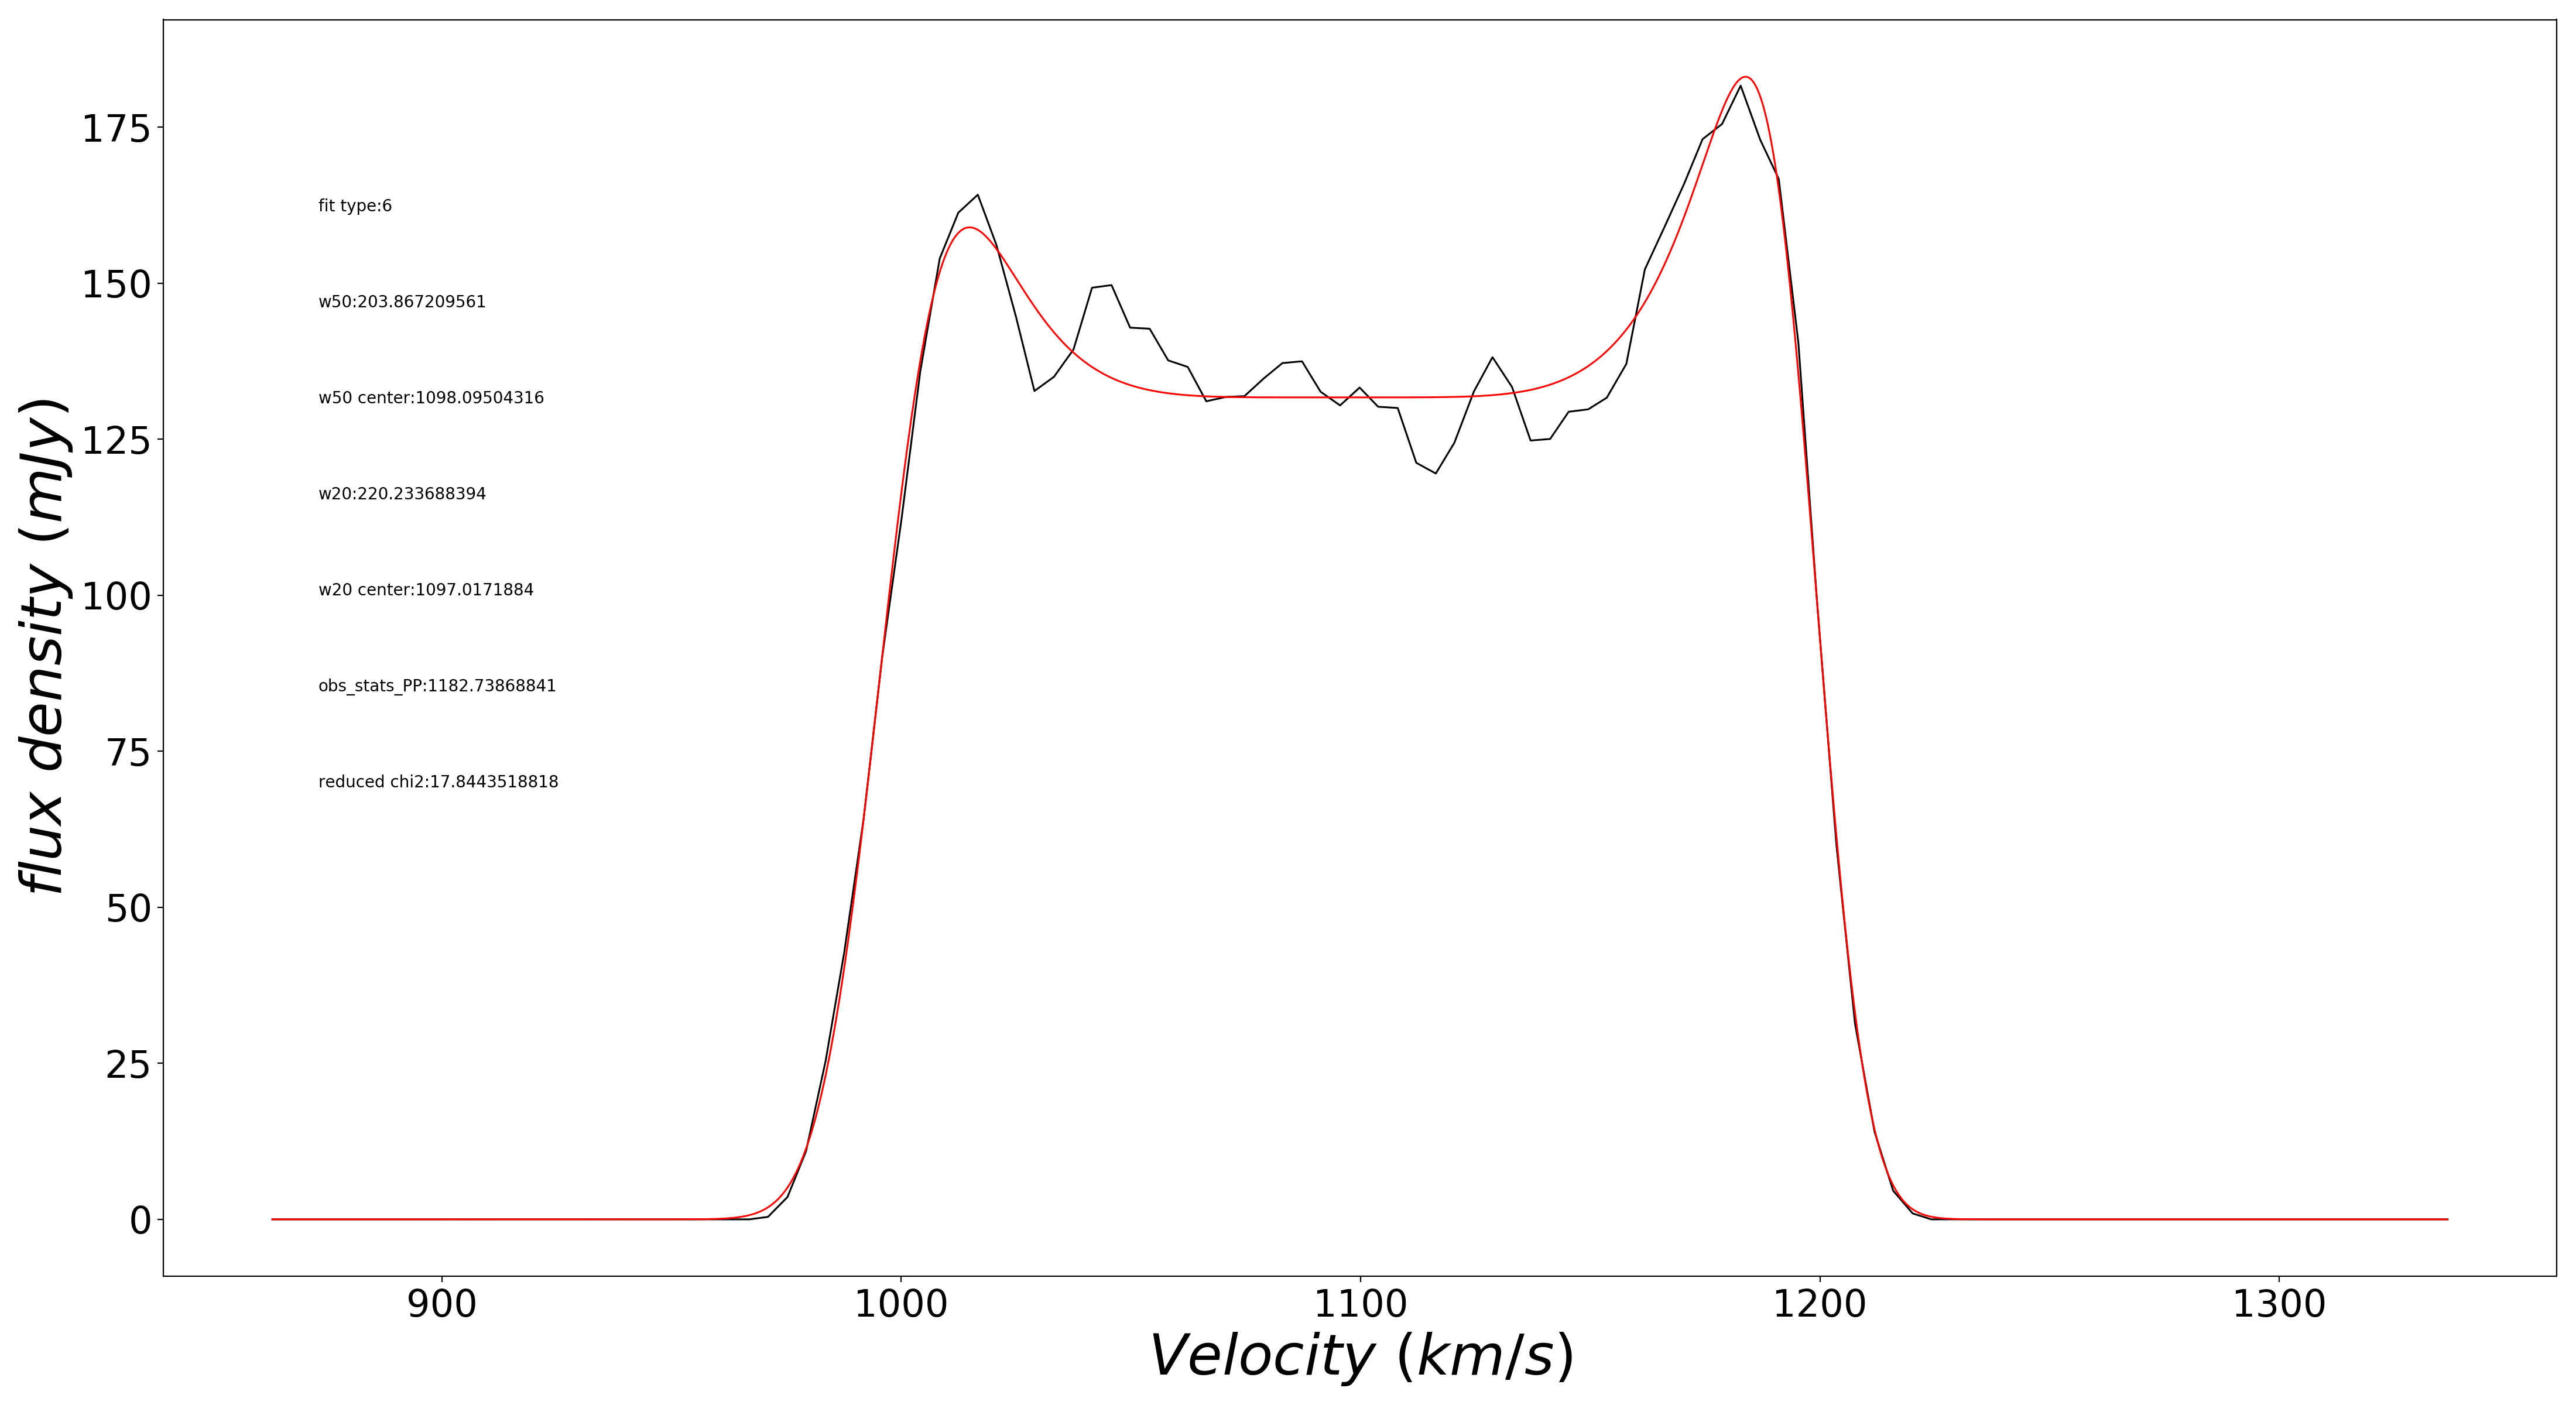 175
150
125
100
75
50
25
0
flux density (mJy)
fit type:6
w50:203.867209561
w50 center:1098.09504316
w20:220.233688394
w20 center:1097.0171884
obs_stats_PP:1182.73868841
reduced chi2:17.8443518818
900 1000 1100 1200 1300
Velocity (km/s)